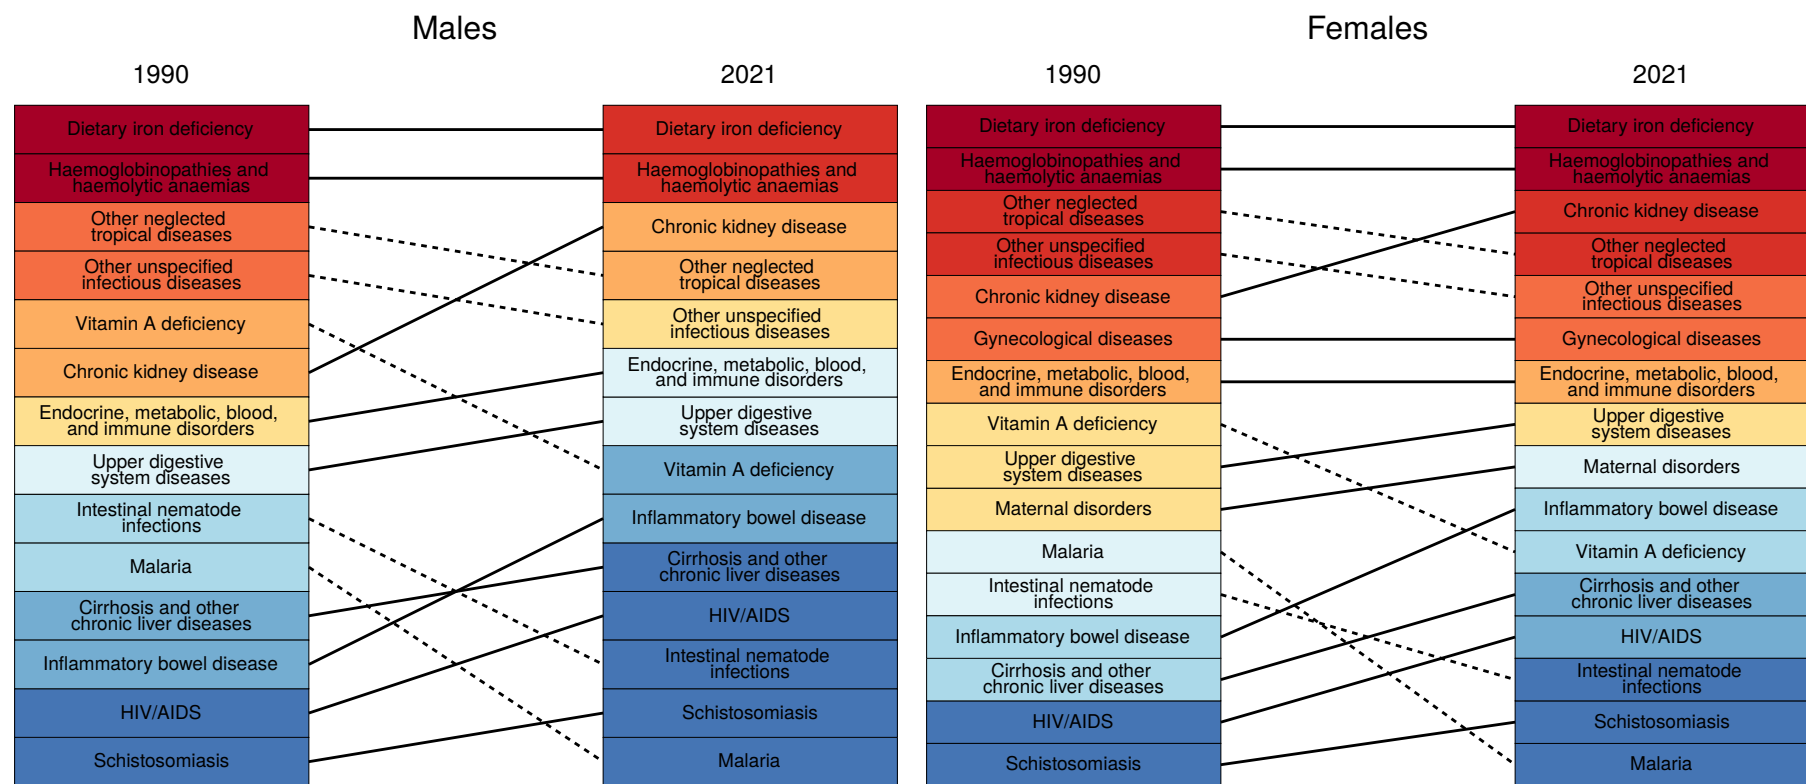 Males
1990
2021
Dietary iron deficiency
Haemoglobinopathies and
haemolytic anaemias
Other neglected
tropical diseases
Other unspecified
infectious diseases
Vitamin A deficiency
Chronic kidney disease
Endocrine, metabolic, blood,
and immune disorders
Upper digestive
system diseases
Intestinal nematode
infections
Malaria
Cirrhosis and other
chronic liver diseases
Inflammatory bowel disease
HIV/AIDS
Schistosomiasis
Dietary iron deficiency
Haemoglobinopathies and
haemolytic anaemias
Chronic kidney disease
Other neglected
tropical diseases
Other unspecified
infectious diseases
Endocrine, metabolic, blood,
and immune disorders
Upper digestive
system diseases
Vitamin A deficiency
Inflammatory bowel disease
Cirrhosis and other
chronic liver diseases
HIV/AIDS
Intestinal nematode
infections
Schistosomiasis
Malaria
Females
1990
2021
Dietary iron deficiency
Haemoglobinopathies and
haemolytic anaemias
Other neglected
tropical diseases
Other unspecified
infectious diseases
Chronic kidney disease
Gynecological diseases
Endocrine, metabolic, blood,
and immune disorders
Vitamin A deficiency
Upper digestive
system diseases
Maternal disorders
Malaria
Intestinal nematode
infections
Inflammatory bowel disease
Cirrhosis and other
chronic liver diseases
HIV/AIDS
Schistosomiasis
Dietary iron deficiency
Haemoglobinopathies and
haemolytic anaemias
Chronic kidney disease
Other neglected
tropical diseases
Other unspecified
infectious diseases
Gynecological diseases
Endocrine, metabolic, blood,
and immune disorders
Upper digestive
system diseases
Maternal disorders
Inflammatory bowel disease
Vitamin A deficiency
Cirrhosis and other
chronic liver diseases
HIV/AIDS
Intestinal nematode
infections
Schistosomiasis
Malaria